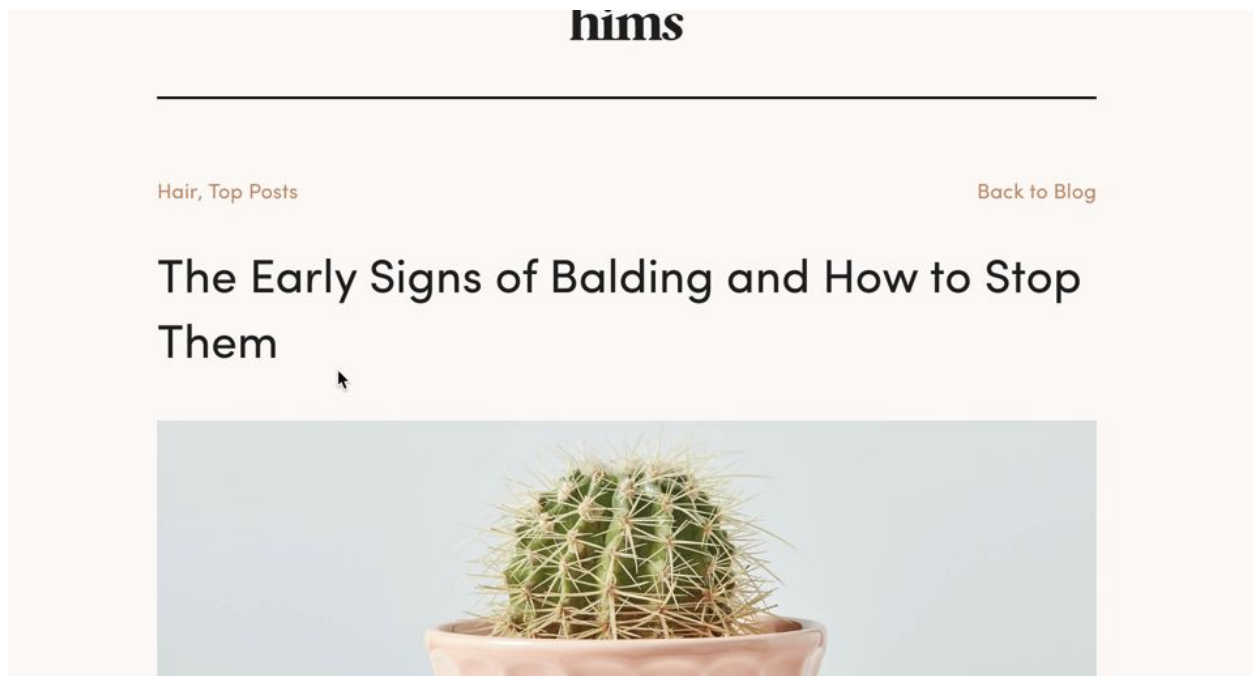 hims
Hair, Top Posts
Back to Blog
The Early Signs of Balding and How to Stop
Them